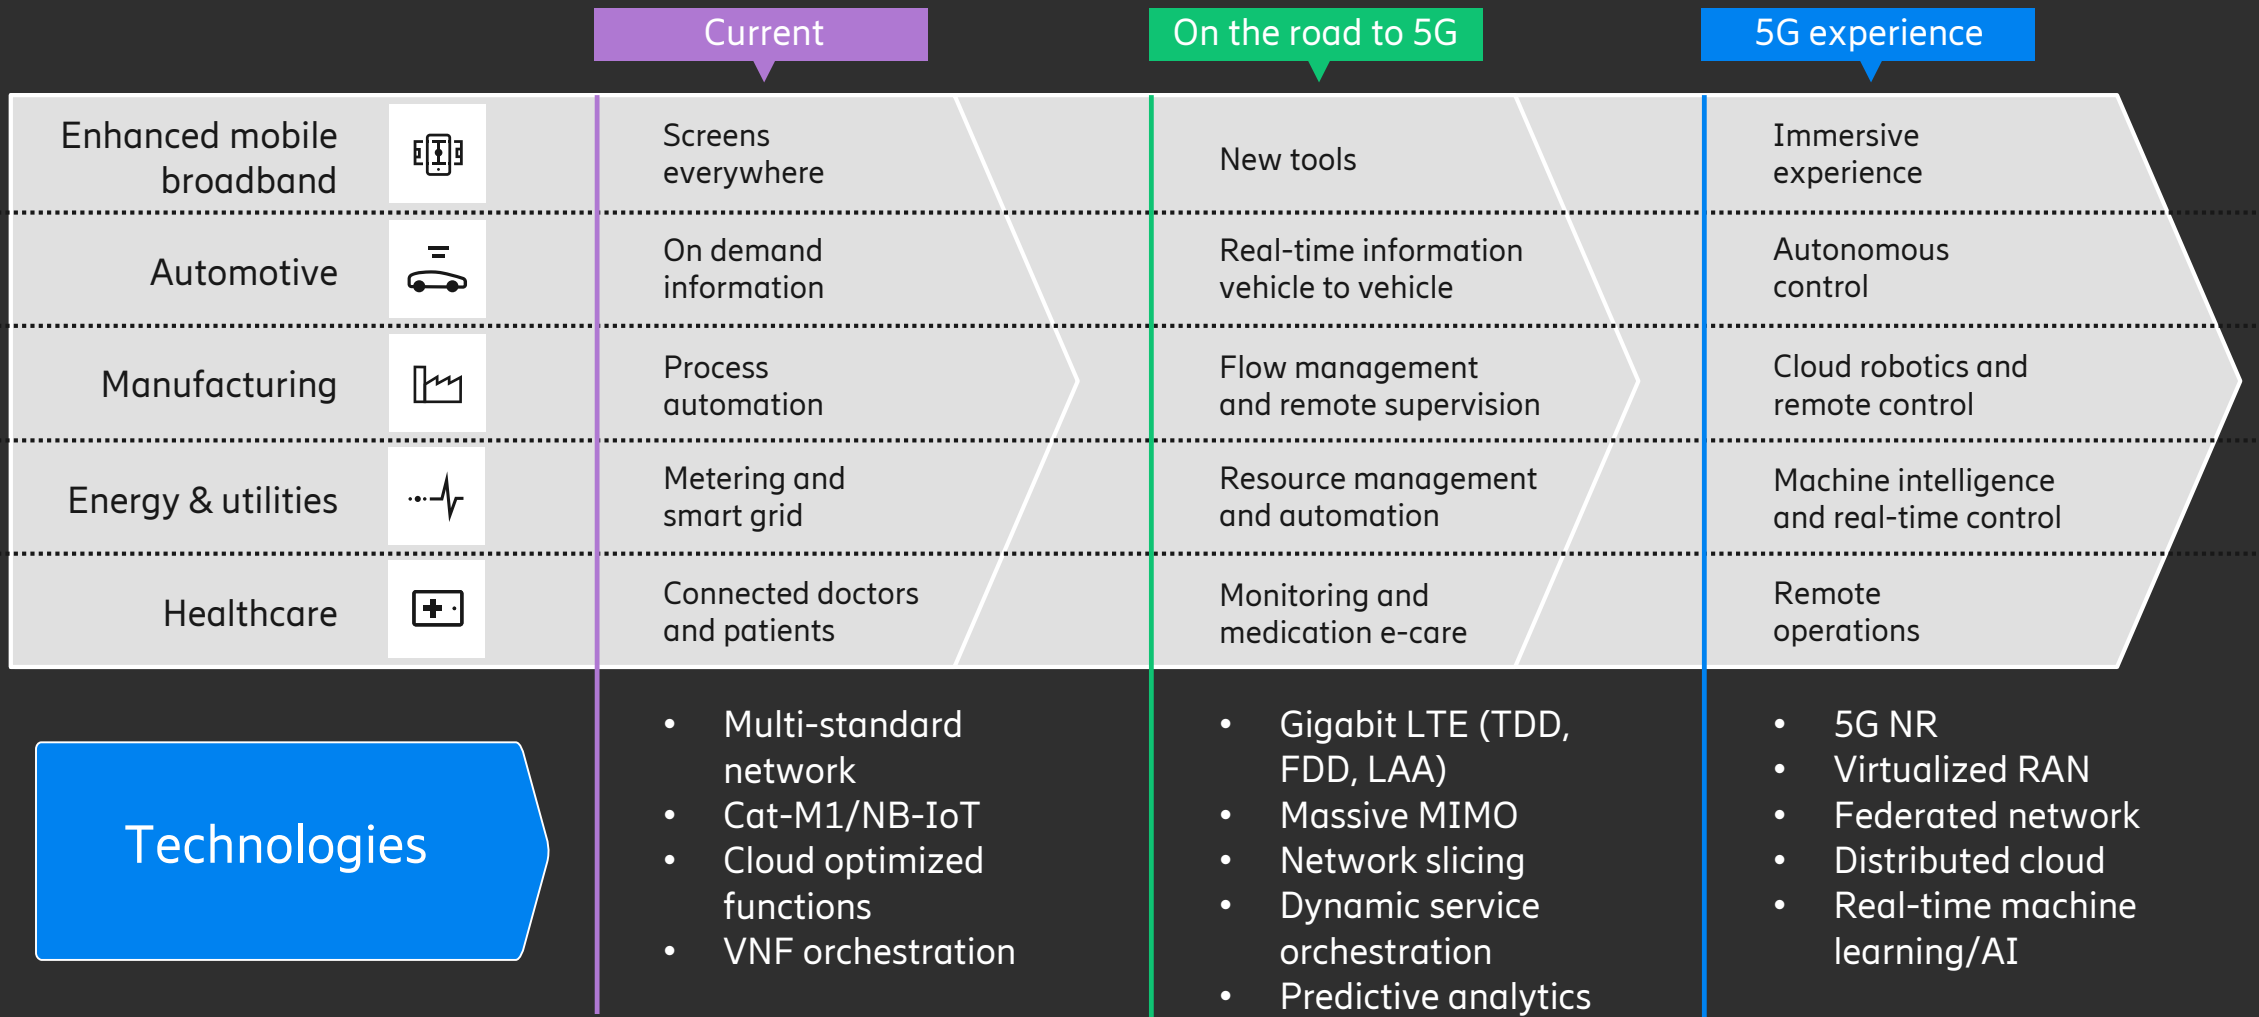 Current
On the road to 5G
5G experience
Enhanced mobile
broadband
Screens
everywhere
New tools
Immersive
experience
Automotive
On demand
information
Real-time information
vehicle to vehicle
Autonomous
control
Manufacturing
Process
automation
Flow management
and remote supervision
Cloud robotics and
remote control
Energy & utilities
Metering and
smart grid
Resource management
and automation
Machine intelligence
and real-time control
Healthcare
Connected doctors
and patients
Monitoring and
medication e-care
Remote
operations
Technologies
• Multi-standard
network
• Cat-M1/NB-IoT
• Cloud optimized
functions
• VNF orchestration
• Gigabit LTE (TDD,
FDD, LAA)
• Massive MIMO
• Network slicing
• Dynamic service
orchestration
• Predictive analytics
• 5G NR
• Virtualized RAN
• Federated network
• Distributed cloud
• Real-time machine
learning/AI